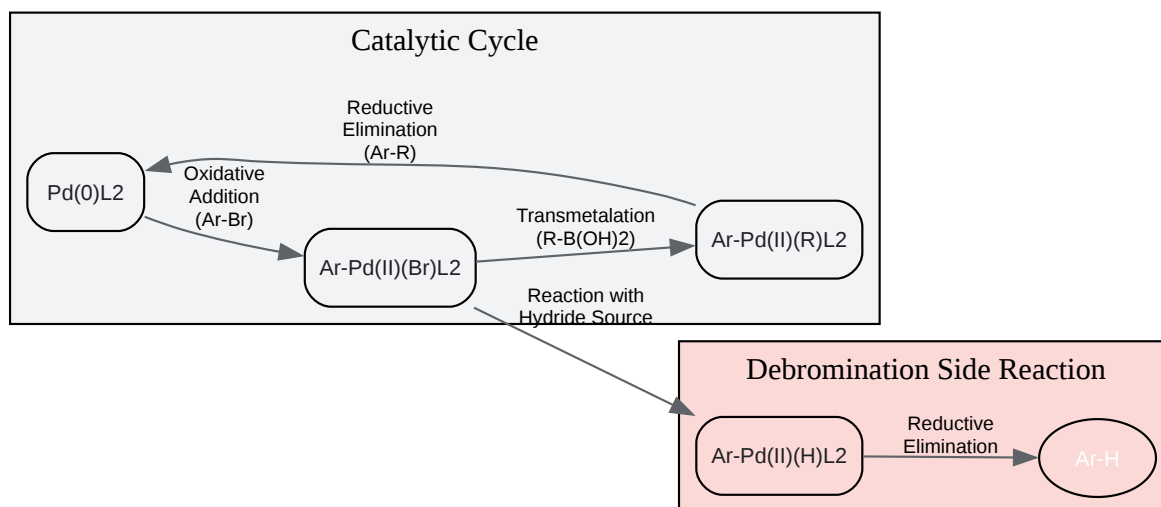 Catalytic Cycle
Reductive
Elimination
(Ar-R)
Pd(0)L2
Oxidative
Addition
(Ar-Br)
Ar-Pd(II)(Br)L2
Transmetalation
(R-B(OH)2)
Ar-Pd(II)(R)L2
Reaction with
Hydride Source
Debromination Side Reaction
Ar-Pd(II)(H)L2
Reductive
Elimination
Ar-H